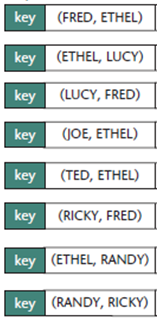 key (FRED, ETHEL)
key (ETHEL, LUCY)
key (LUCY, FRED)
key (JOE, ETHEL)
key (TED, ETHEL)
key (RICKY, FRED)
key (ETHEL, RANDY)
key (RANDY, RICKY)